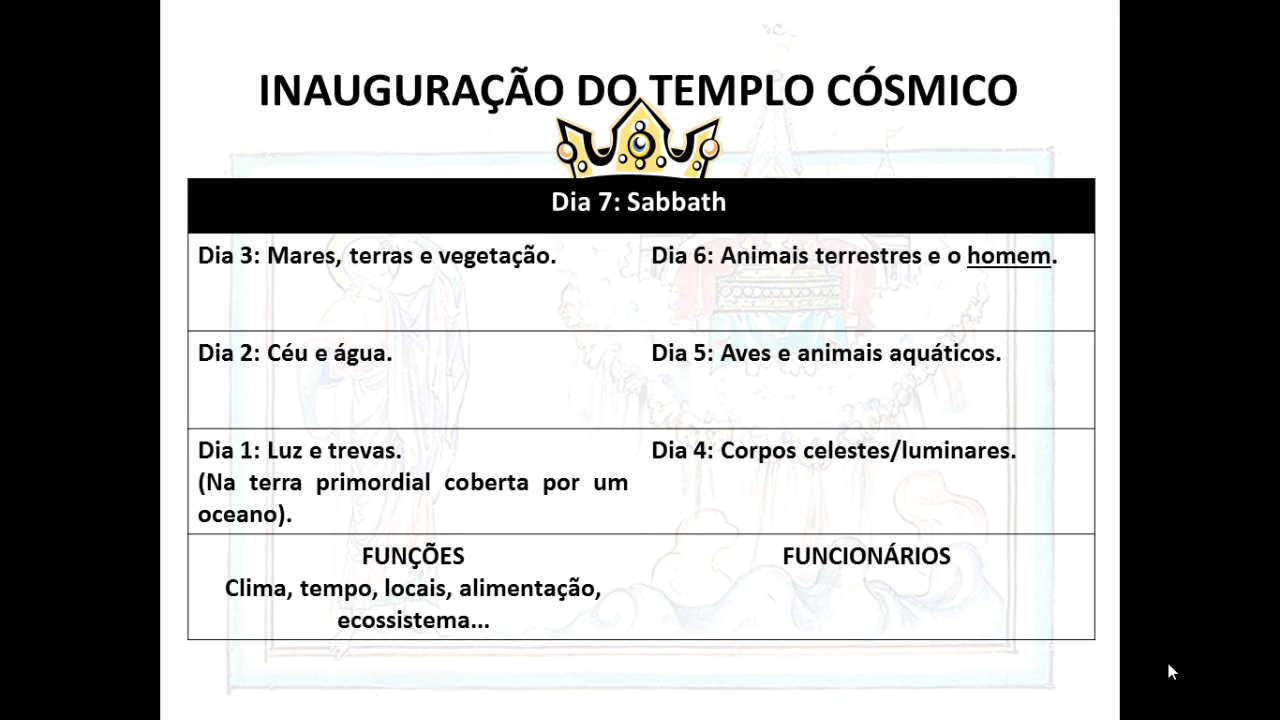 INAUGURAÇÃO DO TEMPLO CÓSMICO
Dia 7: Sabbath
Dia 3: Mares, terras e vegetação.
Dia 6: Animais terrestres e o homem.
Dia 2: Céu e água.
Dia 5: Aves e animais aquáticos.
Dia 1: Luz e trevas.
(Na terra primordial coberta por um
oceano).
Dia 4: Corpos celestes/luminares.
FUNÇÕES
Clima, tempo, locais, alimentação,
ecossistema...
FUNCIONÁRIOS